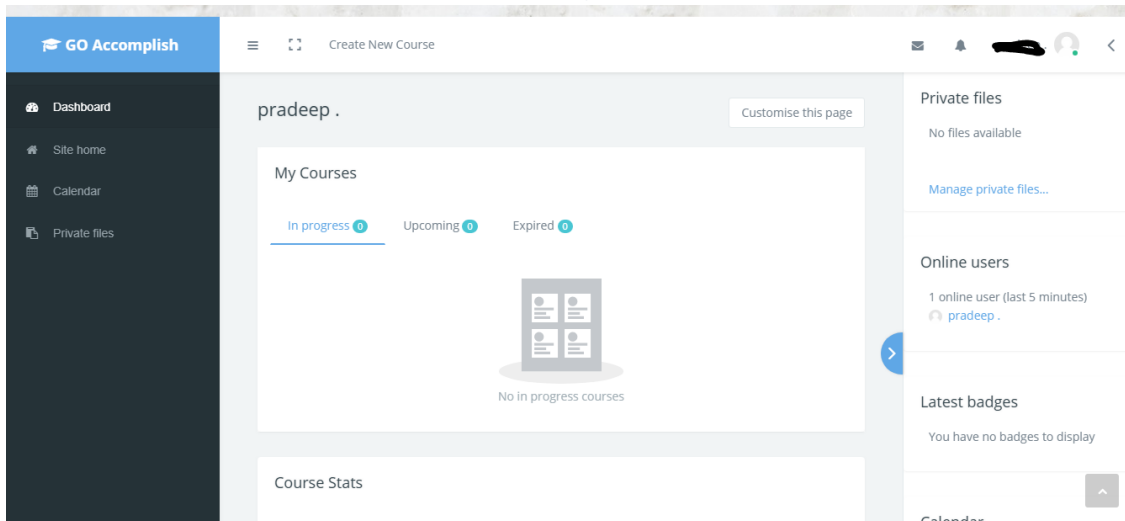 GO Accomplish
Create New Course
Dashboard
Site home
Calendar
Private files
pradeep .
Customise this page
My Courses
In progress 0 Upcoming 0 Expired 0
No in progress courses
Course Stats
Private files
No files available
Manage private files...
Online users
1 online user (last 5 minutes)
pradeep .
Latest badges
You have no badges to display
Calendar